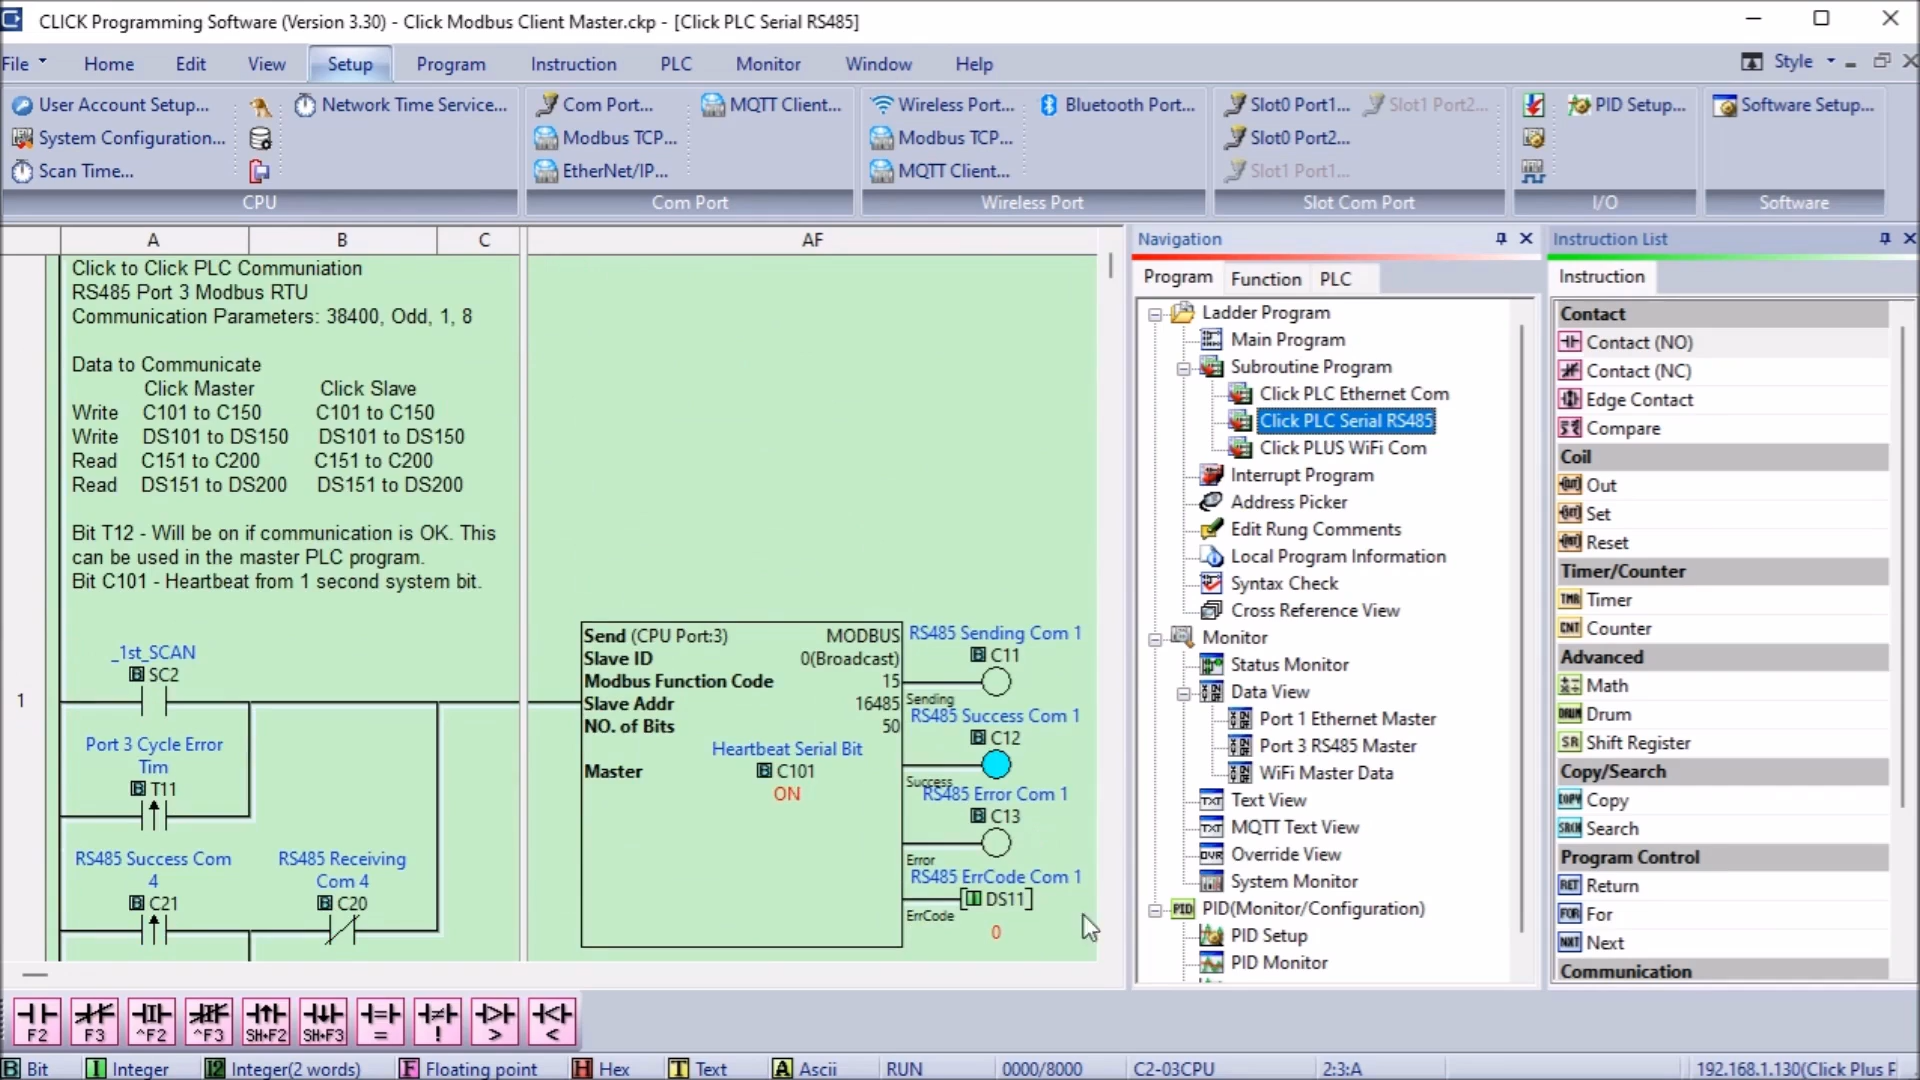 CLICK Programming Software (Version 3.30) - Click Modbus Client Master.ckp - [Click PLC Serial RS485]
File Home Edit View Setup Program Instruction PLC Monitor Window Help Style
User Account Setup... Network Time Service... Com Port... MQTT Client... Wireless Port... Bluetooth Port... Slot0 Port1... Slot1 Port2... PID Setup... Software Setup...
System Configuration... Modbus TCP... Modbus TCP... Slot0 Port2...
Scan Time... EtherNet/IP... MQTT Client... Slot1 Port1...
CPU Com Port Wireless Port Slot Com Port I/O Software
A B C AF
Click to Click PLC Communiation
RS485 Port 3 Modbus RTU
Communication Parameters: 38400, Odd, 1, 8
Data to Communicate
Click Master Click Slave
Write C101 to C150 C101 to C150
Write DS101 to DS150 DS101 to DS150
Read C151 to C200 C151 to C200
Read DS151 to DS200 DS151 to DS200
Bit T12 - Will be on if communication is OK. This
can be used in the master PLC program.
Bit C101 - Heartbeat from 1 second system bit.
1
_1st_SCAN
B SC2
Port 3 Cycle Error
Tim
B T11
RS485 Success Com
4
B C21
RS485 Receiving
Com 4
B C20
Send (CPU Port:3) MODBUS
Slave ID 0(Broadcast)
Modbus Function Code 15
Slave Addr 16485
NO. of Bits 50
Heartbeat Serial Bit
Master B C101
ON
RS485 Sending Com 1
B C11
Sending
RS485 Success Com 1
B C12
Success
RS485 Error Com 1
B C13
Error
RS485 ErrCode Com 1
I DS11
ErrCode
0
Navigation
Program Function PLC
Ladder Program
Main Program
Subroutine Program
Click PLC Ethernet Com
Click PLC Serial RS485
Click PLUS WiFi Com
Interrupt Program
Address Picker
Edit Rung Comments
Local Program Information
Syntax Check
Cross Reference View
Monitor
Status Monitor
Data View
Port 1 Ethernet Master
Port 3 RS485 Master
WiFi Master Data
TXT Text View
TXT MQTT Text View
OVR Override View
System Monitor
PID PID(Monitor/Configuration)
PID Setup
PID Monitor
Instruction List
Instruction
Contact
Contact (NO)
Contact (NC)
Edge Contact
Compare
Coil
OUT Out
Set
Reset
Timer/Counter
TMR Timer
CNT Counter
Advanced
Math
DRUM Drum
SR Shift Register
Copy/Search
COPY Copy
SRCH Search
Program Control
RET Return
FOR For
NXT Next
Communication
F2 F3 ^F2 ^F3 SH+F2 SH+F3 = ! > <
B Bit I Integer I2 Integer(2 words) F Floating point H Hex T Text A Ascii RUN 0000/8000 C2-03CPU 2:3:A 192.168.1.130(Click Plus P